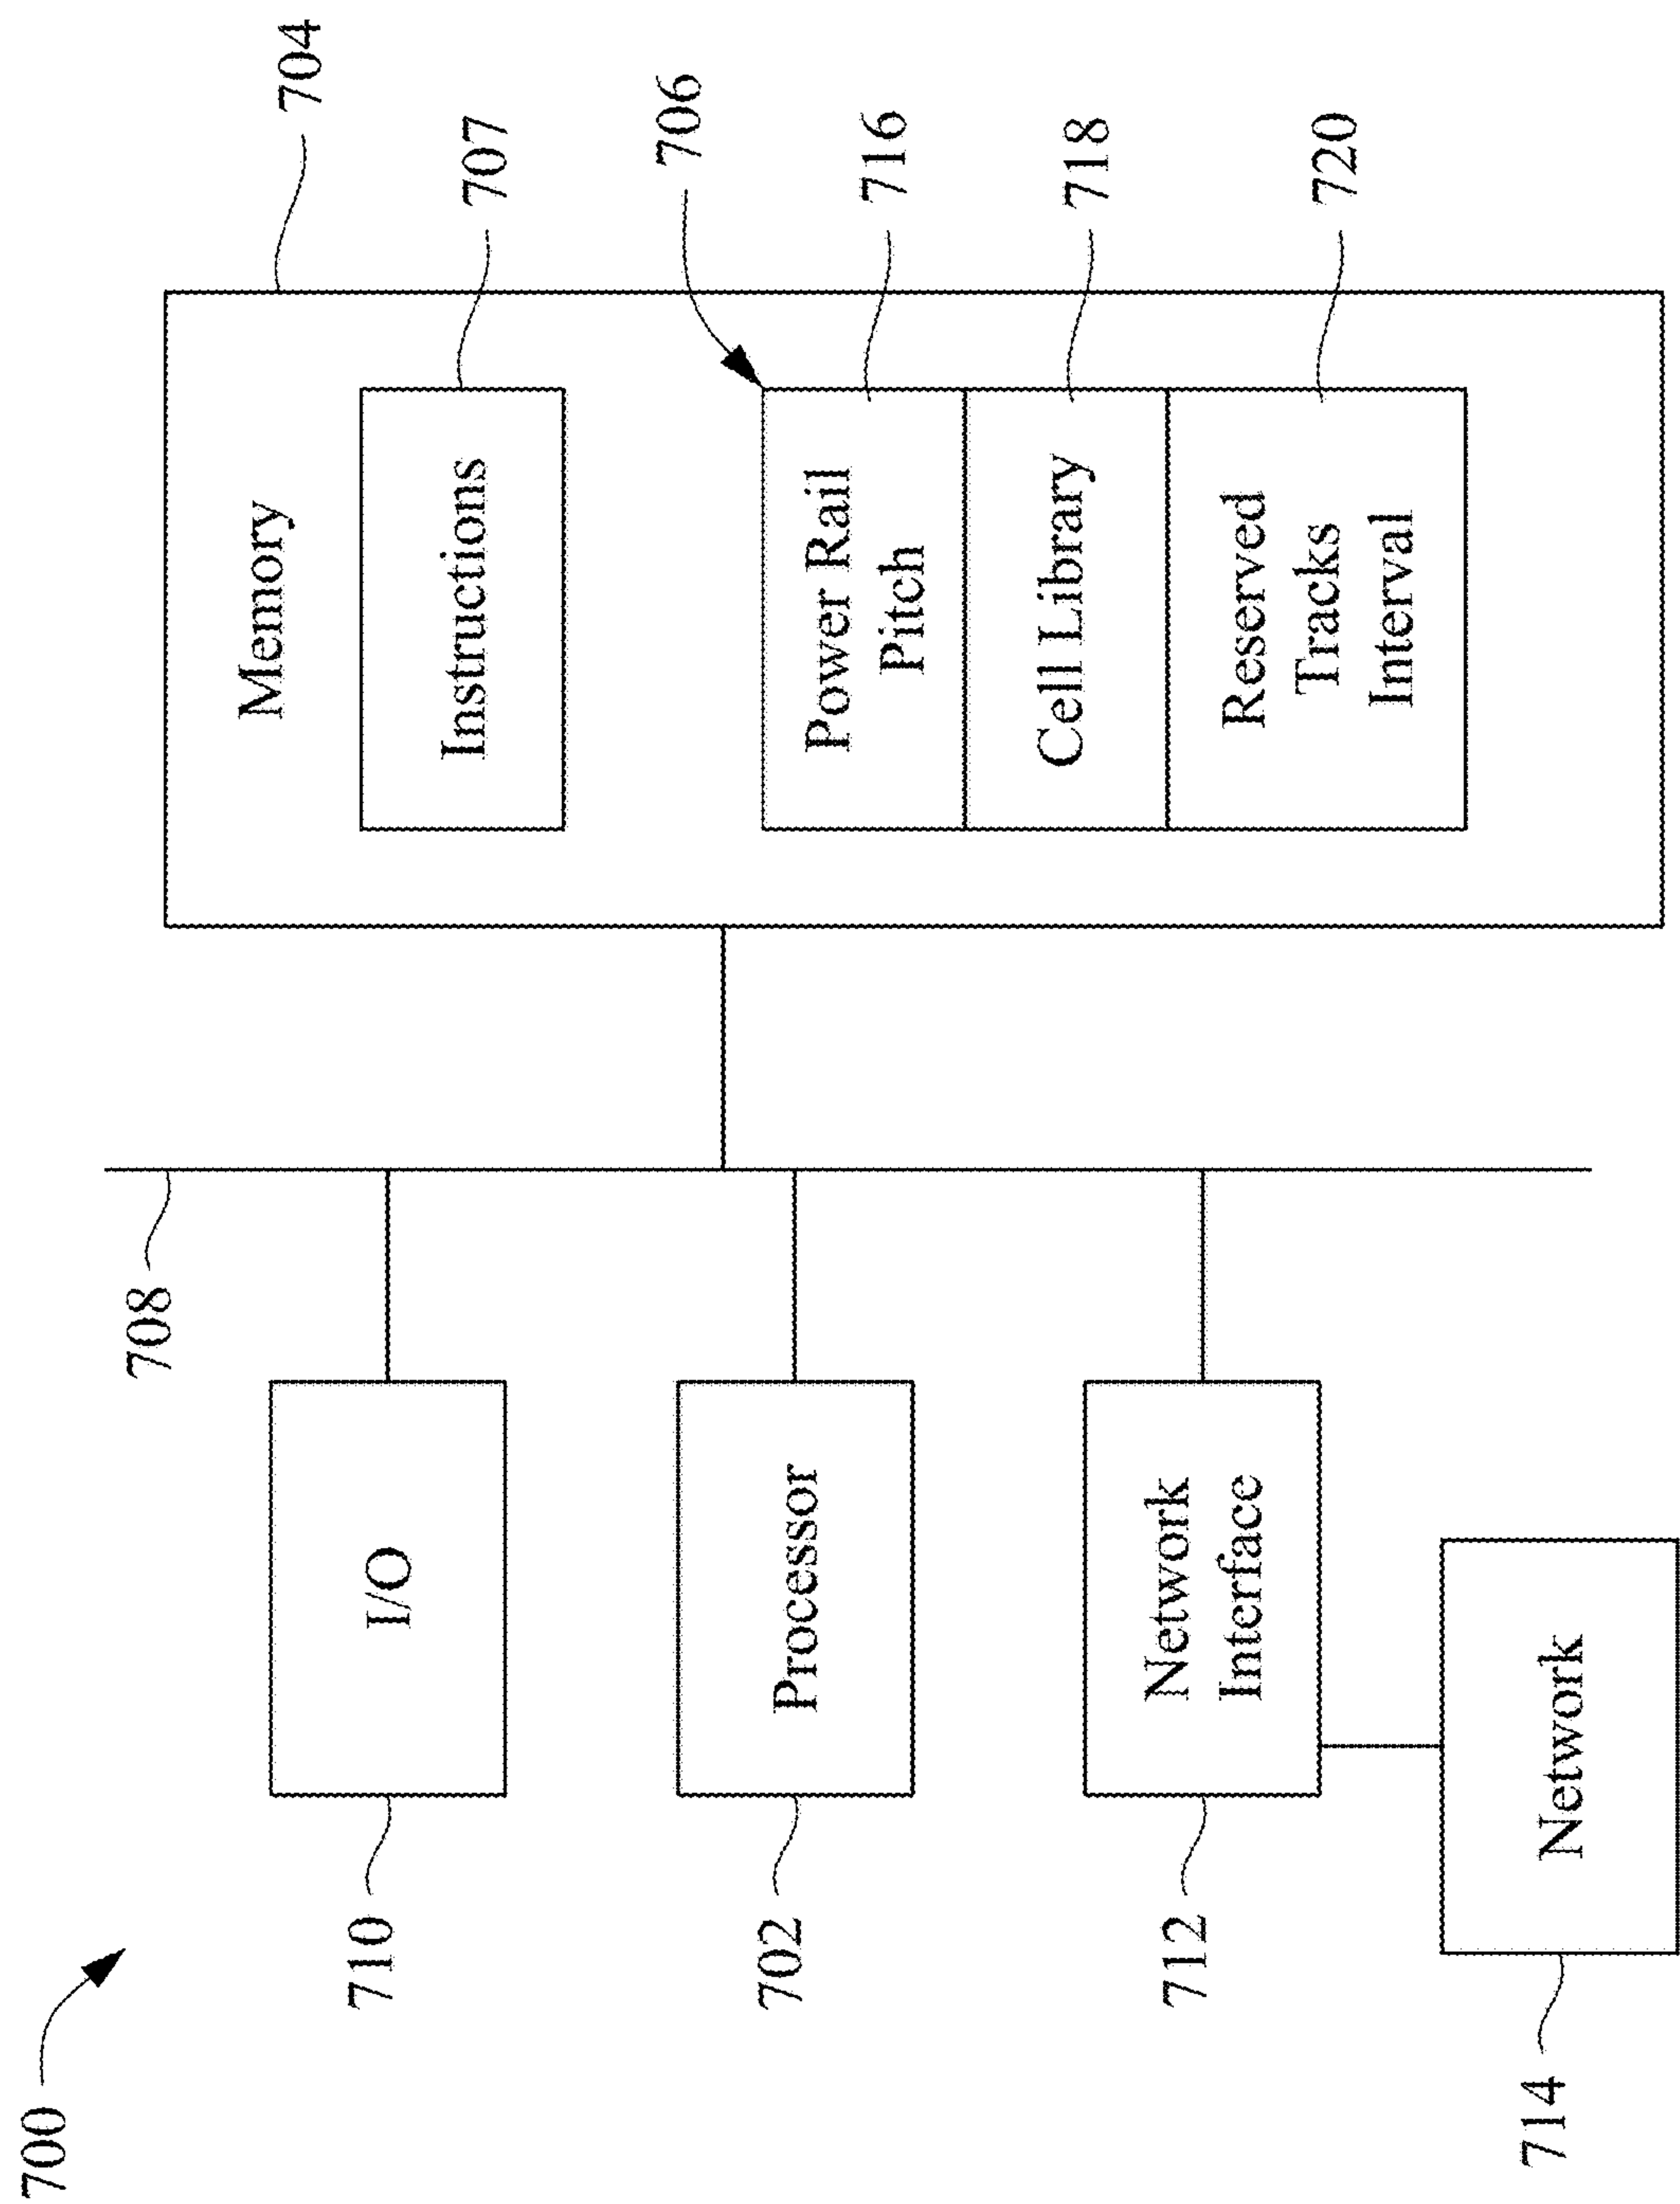 700
710
I/O
708
702
Processor
712
Network
Interface
714
Network
Memory
704
Instructions
707
706
Power Rail
Pitch
716
Cell Library
718
Reserved
Tracks
Interval
720